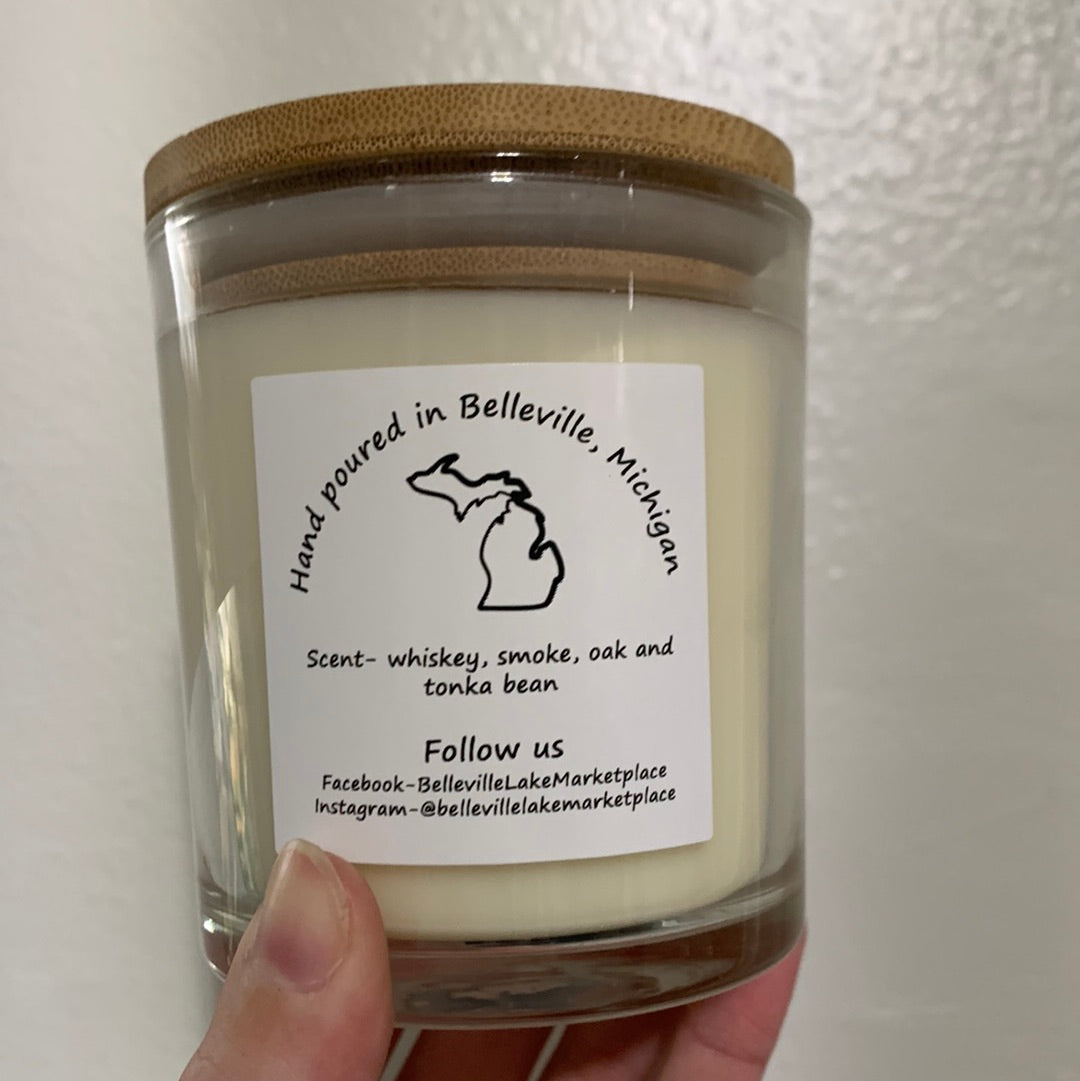 Hand poured in Belleville, Michigan
Scent- whiskey, smoke, oak and
tonka bean
Follow us
Facebook-BellevilleLakeMarketplace
Instagram-@bellevillelakemarketplace